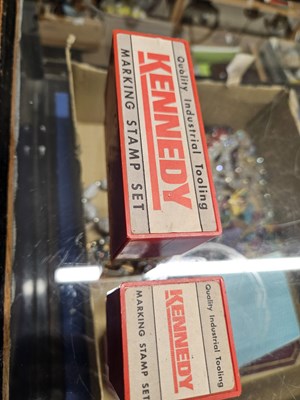 Quality Industrial Tooling
KENNEDY
MARKING STAMP SET
Quality Industrial Tooling
KENNEDY
MARKING STAMP SET